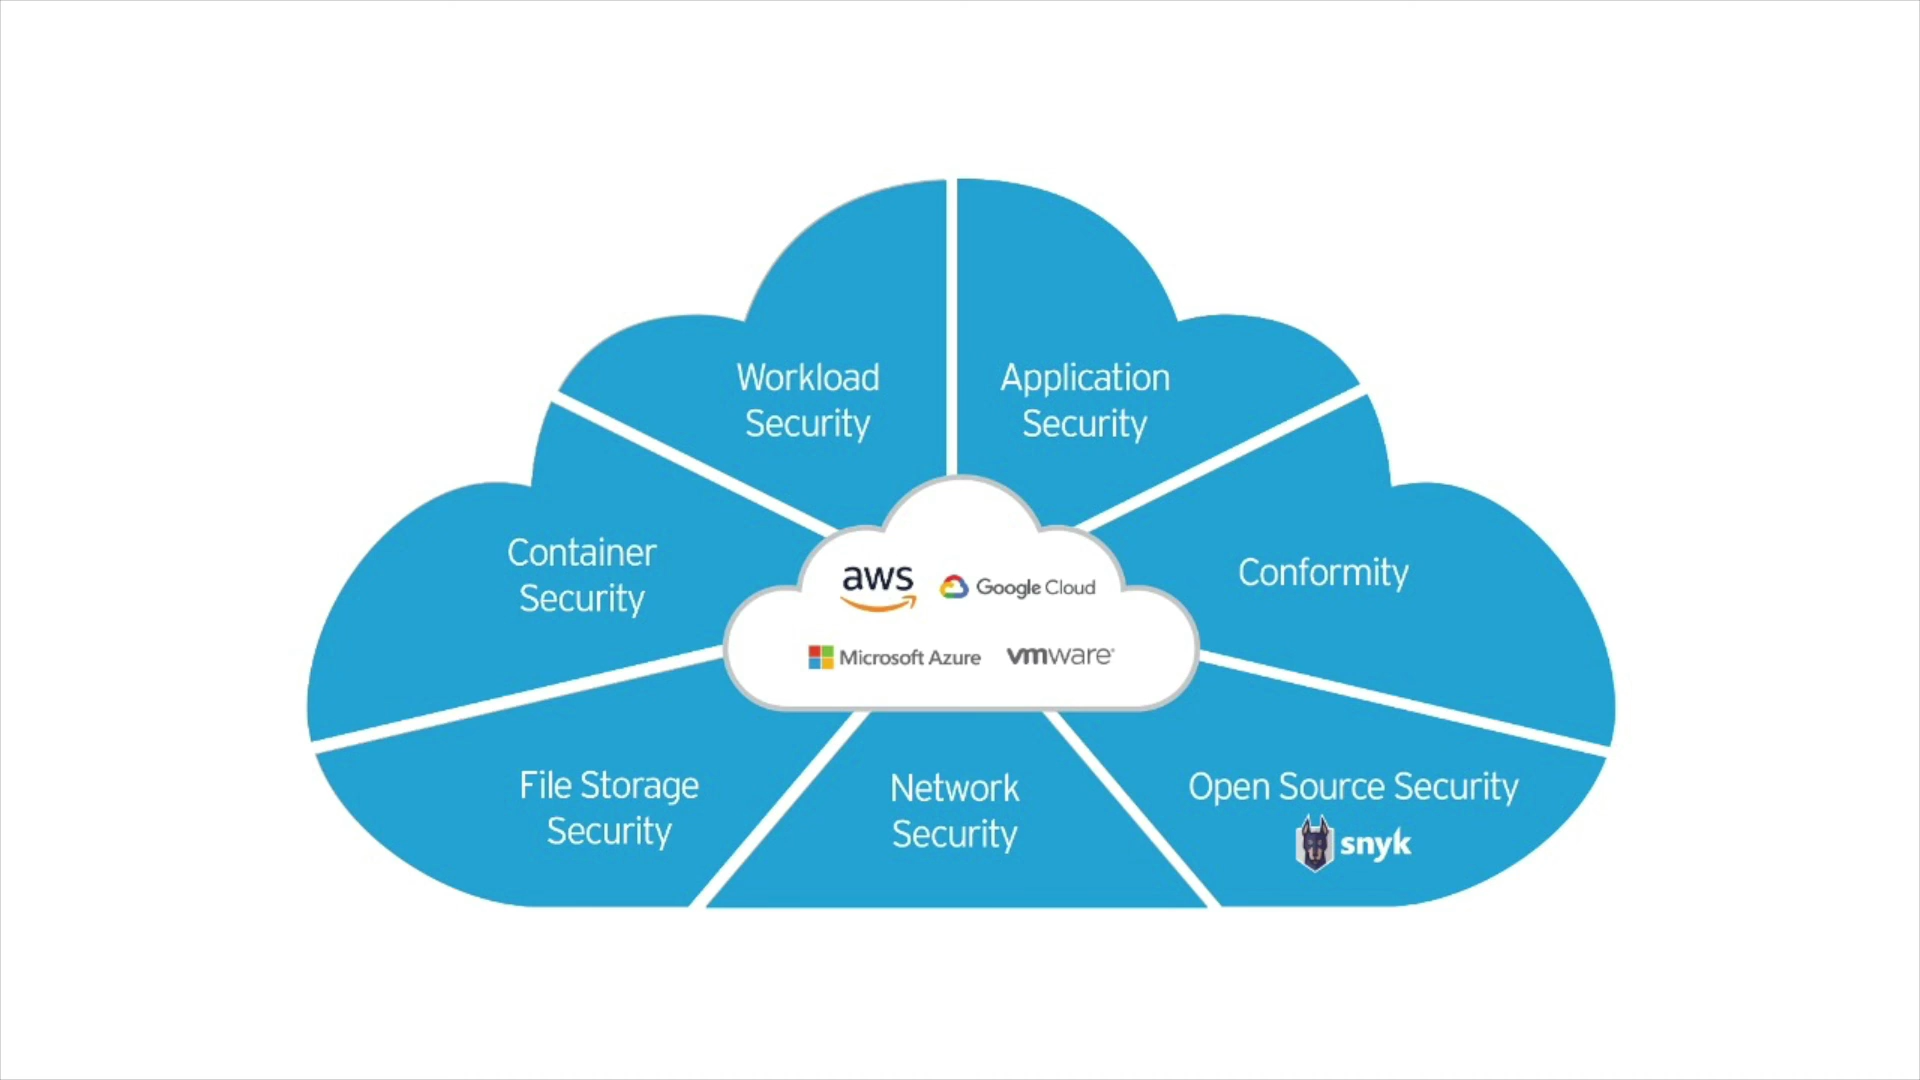 Workload
Security
Application
Security
Container
Security
Conformity
aws
Google Cloud
Microsoft Azure
vmware
File Storage
Security
Network
Security
Open Source Security
snyk